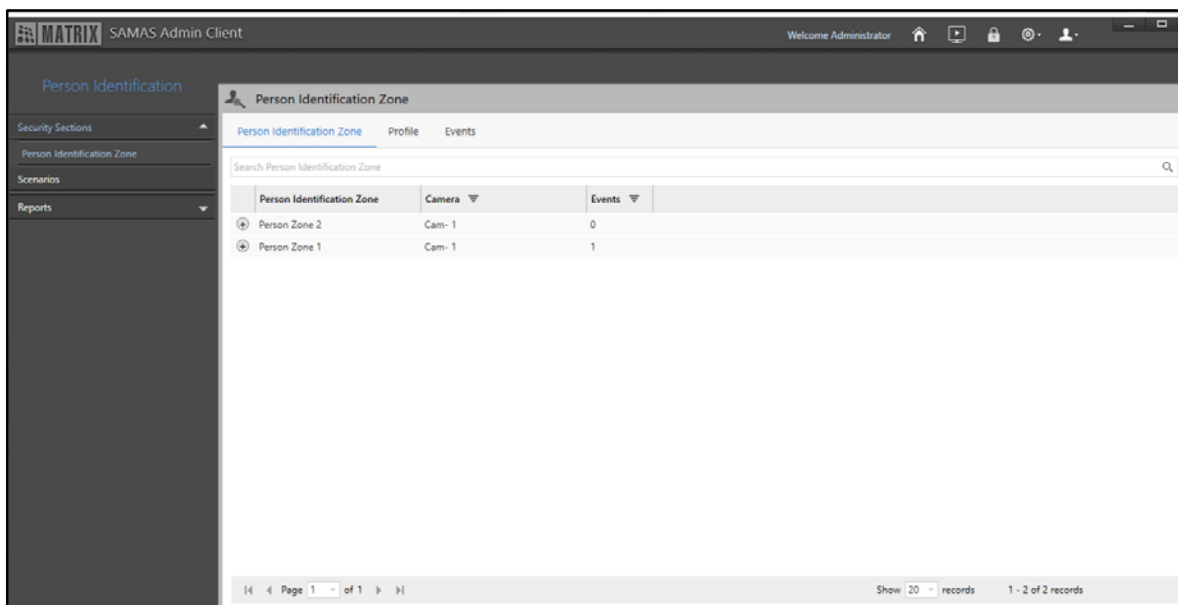 MATRIX SAMAS Admin Client
Welcome Administrator
Person Identification
Security Sections
Person Identification Zone
Scenarios
Reports
Person Identification Zone
Person Identification Zone Profile Events
Search Person Identification Zone
Person Identification Zone Camera Events
Person Zone 2 Cam- 1 0
Person Zone 1 Cam- 1 1
Page 1 of 1 Show 20 records 1 - 2 of 2 records